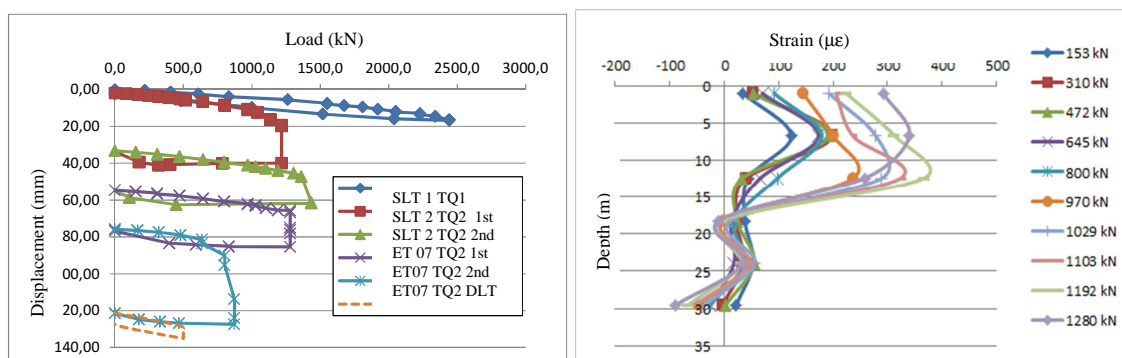 Load (kN)
0,0 500,0 1000,0 1500,0 2000,0 2500,0 3000,0
0,00
20,00
40,00
60,00
80,00
00,00
20,00
140,00
Displacement (mm)
SLT 1 TQ1
SLT 2 TQ2 1st
SLT 2 TQ2 2nd
ET 07 TQ2 1st
ET07 TQ2 2nd
ET07 TQ2 DLT
Strain (με)
-200 -100 0 100 200 300 400 500
0
5
10
15
20
25
30
35
Depth (m)
153 kN
310 kN
472 kN
645 kN
800 kN
970 kN
1029 kN
1103 kN
1192 kN
1280 kN